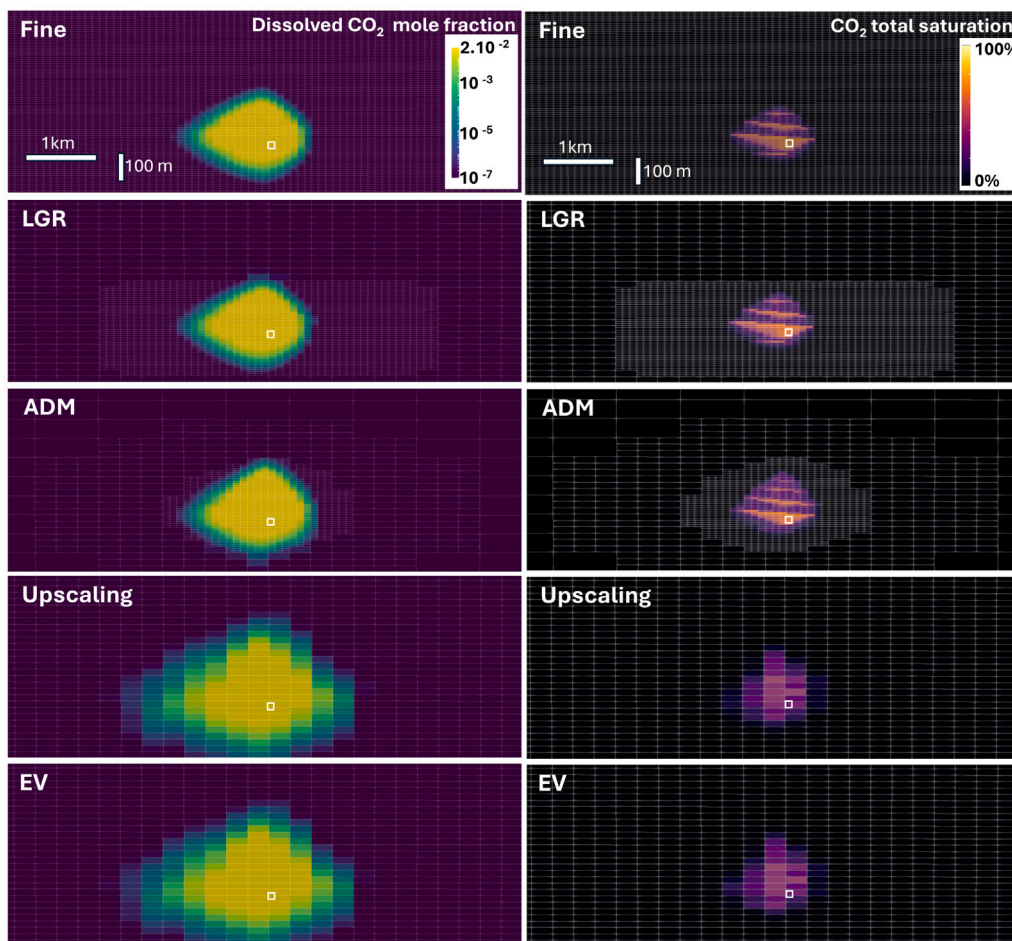 Fine
Dissolved CO₂ mole fraction
2.10⁻²
10⁻³
10⁻⁵
10⁻⁷
1km
100 m
Fine
CO₂ total saturation
100%
0%
1km
100 m
LGR
LGR
ADM
ADM
Upscaling
Upscaling
EV
EV